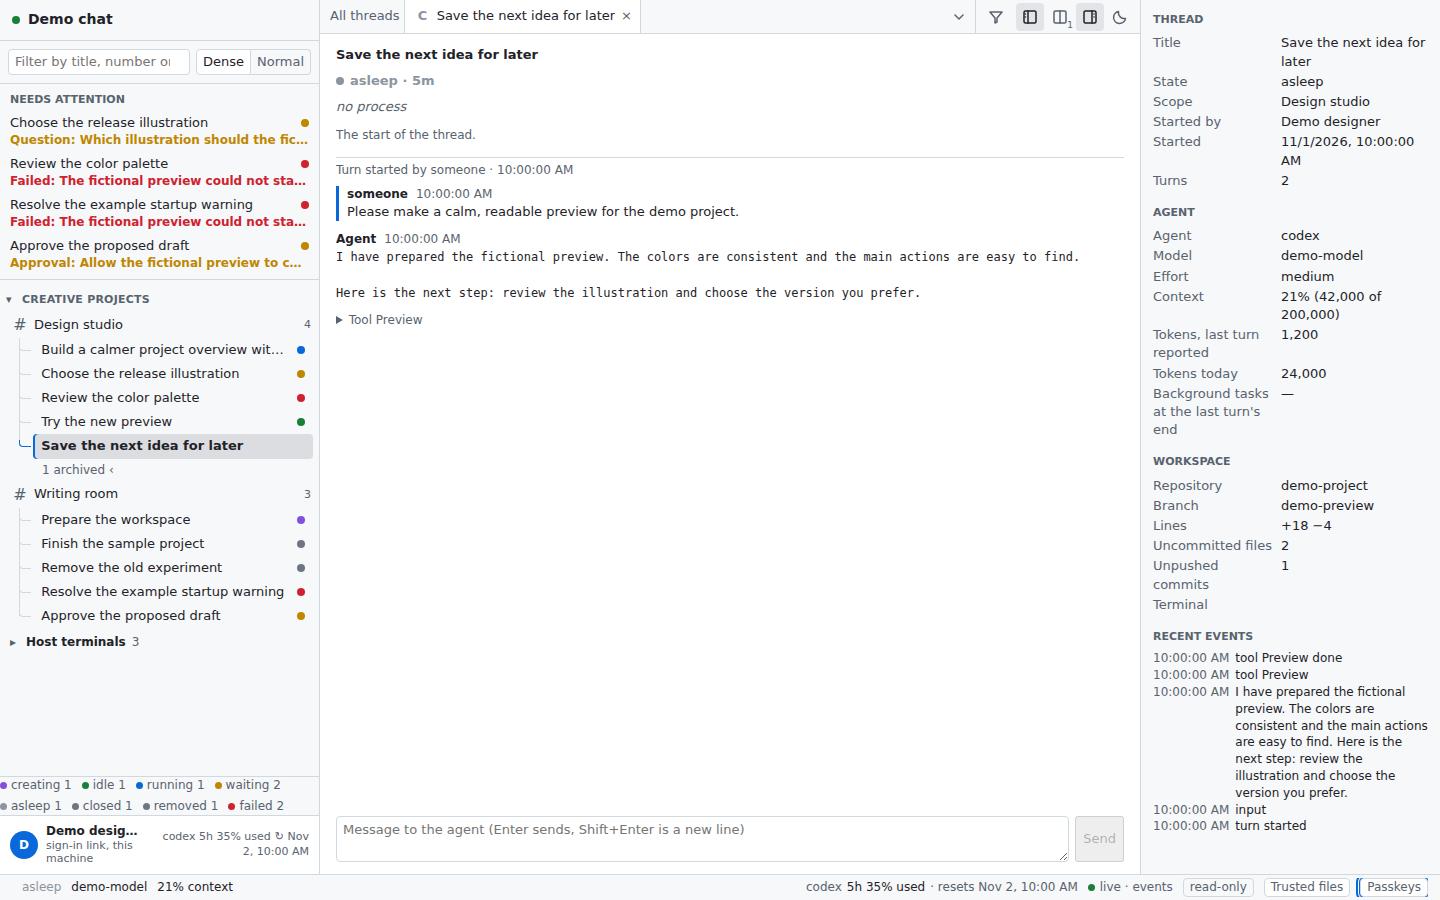 Demo chat
Filter by title, number or
Dense Normal
NEEDS ATTENTION
Choose the release illustration
Question: Which illustration should the fic...
Review the color palette
Failed: The fictional preview could not sta...
Resolve the example startup warning
Failed: The fictional preview could not sta...
Approve the proposed draft
Approval: Allow the fictional preview to c...
CREATIVE PROJECTS
# Design studio 4
Build a calmer project overview wit...
Choose the release illustration
Review the color palette
Try the new preview
Save the next idea for later
1 archived ‹
# Writing room 3
Prepare the workspace
Finish the sample project
Remove the old experiment
Resolve the example startup warning
Approve the proposed draft
Host terminals 3
creating 1 idle 1 running 1 waiting 2
asleep 1 closed 1 removed 1 failed 2
D
Demo desig...
sign-in link, this
machine
codex 5h 35% used ↻ Nov
2, 10:00 AM
All threads
C Save the next idea for later ×
1
Save the next idea for later
asleep · 5m
no process
The start of the thread.
Turn started by someone · 10:00:00 AM
someone 10:00:00 AM
Please make a calm, readable preview for the demo project.
Agent 10:00:00 AM
I have prepared the fictional preview. The colors are consistent and the main actions are easy to find.
Here is the next step: review the illustration and choose the version you prefer.
Tool Preview
Message to the agent (Enter sends, Shift+Enter is a new line)
Send
THREAD
Title Save the next idea for
later
State asleep
Scope Design studio
Started by Demo designer
Started 11/1/2026, 10:00:00
AM
Turns 2
AGENT
Agent codex
Model demo-model
Effort medium
Context 21% (42,000 of
200,000)
Tokens, last turn 1,200
reported
Tokens today 24,000
Background tasks —
at the last turn's
end
WORKSPACE
Repository demo-project
Branch demo-preview
Lines +18 −4
Uncommitted files 2
Unpushed 1
commits
Terminal
RECENT EVENTS
10:00:00 AM tool Preview done
10:00:00 AM tool Preview
10:00:00 AM I have prepared the fictional
preview. The colors are
consistent and the main actions
are easy to find. Here is the
next step: review the
illustration and choose the
version you prefer.
10:00:00 AM input
10:00:00 AM turn started
asleep demo-model 21% context
codex 5h 35% used · resets Nov 2, 10:00 AM live · events read-only Trusted files Passkeys